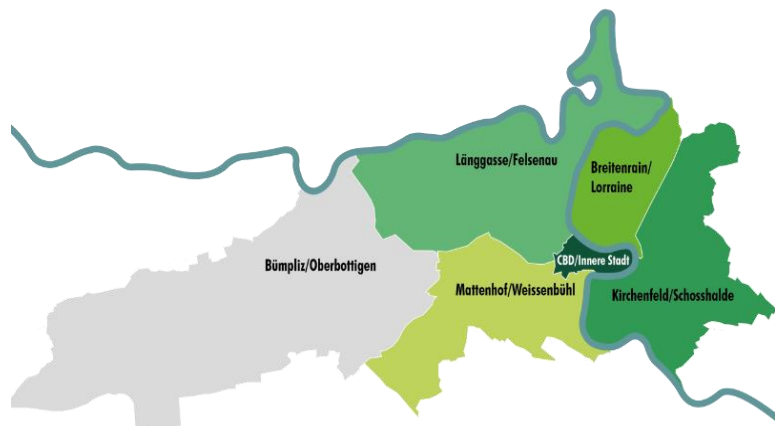 Länggasse/Felsenau
Breitenrain/
Lorraine
CBD/Innere Stadt
Bümpliz/Oberbottigen
Mattenhof/Weissenbühl
Kirchenfeld/Schosshalde